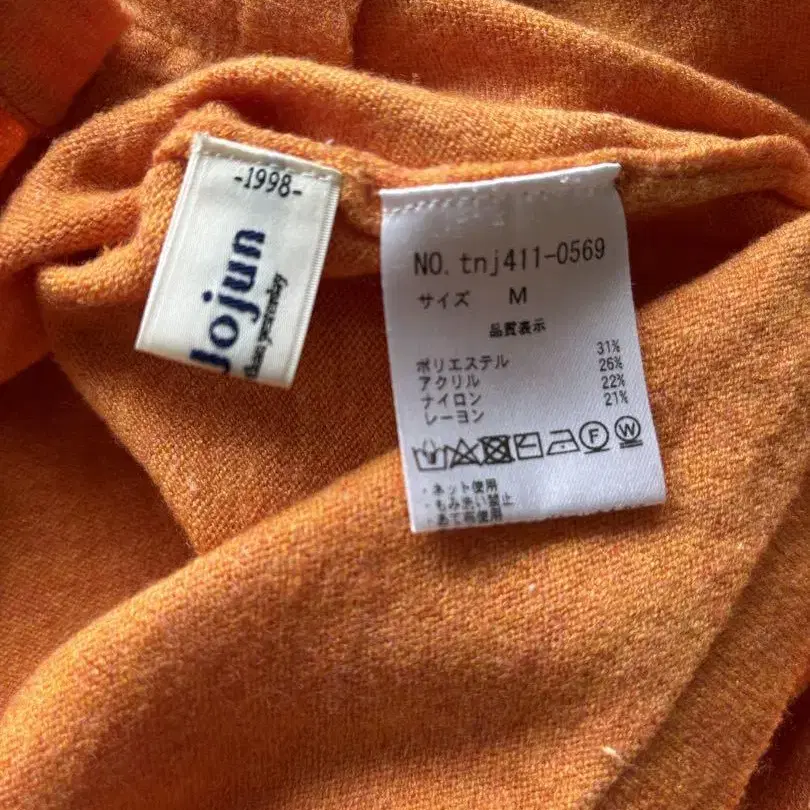 -1998-
Jojun
than yesterday
NO. tnj411-0569
サイズ M
品質表示
ポリエステル 31%
アクリル 26%
ナイロン 22%
レーヨン 21%
F W
・ネット使用
・もみ洗い禁止
・あて布使用